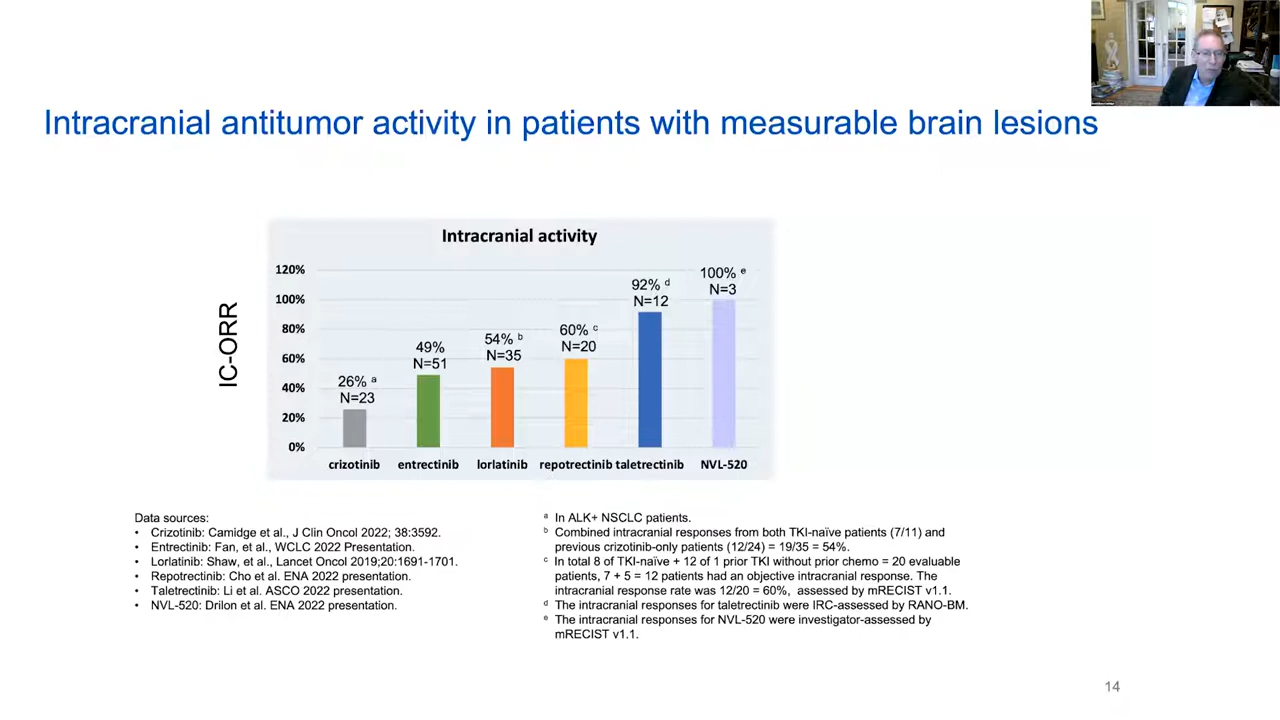 Intracranial antitumor activity in patients with measurable brain lesions
Intracranial activity
IC-ORR
120%
100%
80%
60%
40%
20%
0%
26% a
N=23
49%
N=51
54% b
N=35
60% c
N=20
92% d
N=12
100% e
N=3
crizotinib entrectinib lorlatinib repotrectinib taletrectinib NVL-520
Data sources:
• Crizotinib: Camidge et al., J Clin Oncol 2022; 38:3592.
• Entrectinib: Fan, et al., WCLC 2022 Presentation.
• Lorlatinib: Shaw, et al., Lancet Oncol 2019;20:1691-1701.
• Repotrectinib: Cho et al. ENA 2022 presentation.
• Taletrectinib: Li et al. ASCO 2022 presentation.
• NVL-520: Drilon et al. ENA 2022 presentation.
a In ALK+ NSCLC patients.
b Combined intracranial responses from both TKI-naïve patients (7/11) and
previous crizotinib-only patients (12/24) = 19/35 = 54%.
c In total 8 of TKI-naïve + 12 of 1 prior TKI without prior chemo = 20 evaluable
patients, 7 + 5 = 12 patients had an objective intracranial response. The
intracranial response rate was 12/20 = 60%, assessed by mRECIST v1.1.
d The intracranial responses for taletrectinib were IRC-assessed by RANO-BM.
e The intracranial responses for NVL-520 were investigator-assessed by
mRECIST v1.1.
14